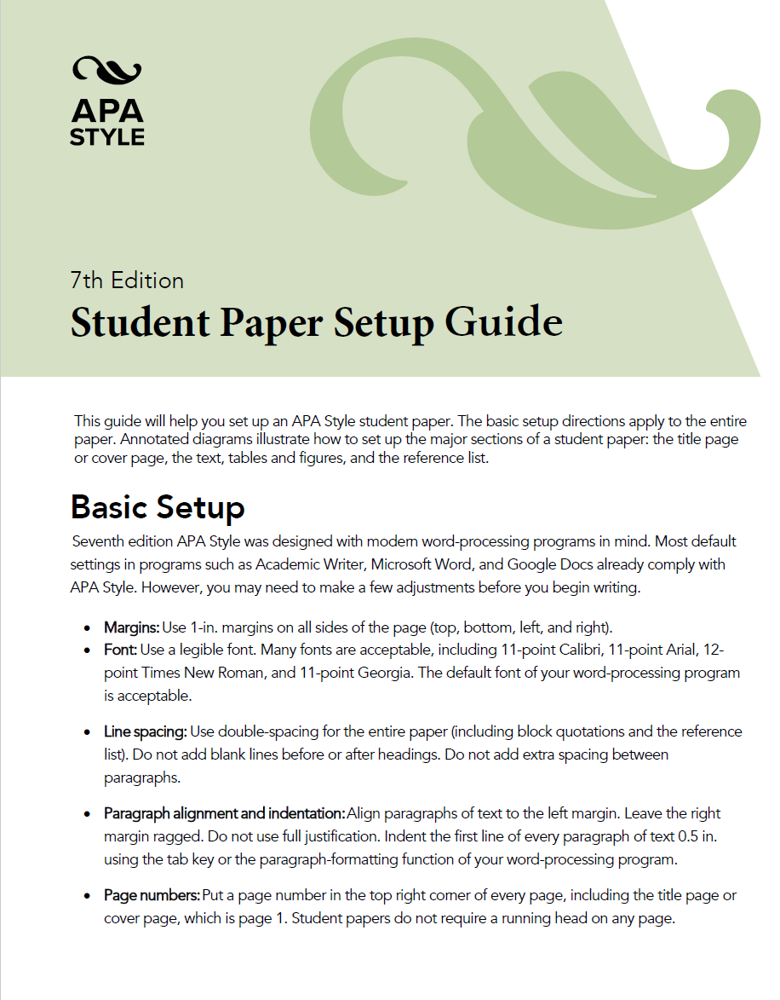 APA
STYLE
7th Edition
Student Paper Setup Guide
This guide will help you set up an APA Style student paper. The basic setup directions apply to the entire
paper. Annotated diagrams illustrate how to set up the major sections of a student paper: the title page
or cover page, the text, tables and figures, and the reference list.
Basic Setup
Seventh edition APA Style was designed with modern word-processing programs in mind. Most default
settings in programs such as Academic Writer, Microsoft Word, and Google Docs already comply with
APA Style. However, you may need to make a few adjustments before you begin writing.
• Margins: Use 1-in. margins on all sides of the page (top, bottom, left, and right).
• Font: Use a legible font. Many fonts are acceptable, including 11-point Calibri, 11-point Arial, 12-
point Times New Roman, and 11-point Georgia. The default font of your word-processing program
is acceptable.
• Line spacing: Use double-spacing for the entire paper (including block quotations and the reference
list). Do not add blank lines before or after headings. Do not add extra spacing between
paragraphs.
• Paragraph alignment and indentation: Align paragraphs of text to the left margin. Leave the right
margin ragged. Do not use full justification. Indent the first line of every paragraph of text 0.5 in.
using the tab key or the paragraph-formatting function of your word-processing program.
• Page numbers: Put a page number in the top right corner of every page, including the title page or
cover page, which is page 1. Student papers do not require a running head on any page.